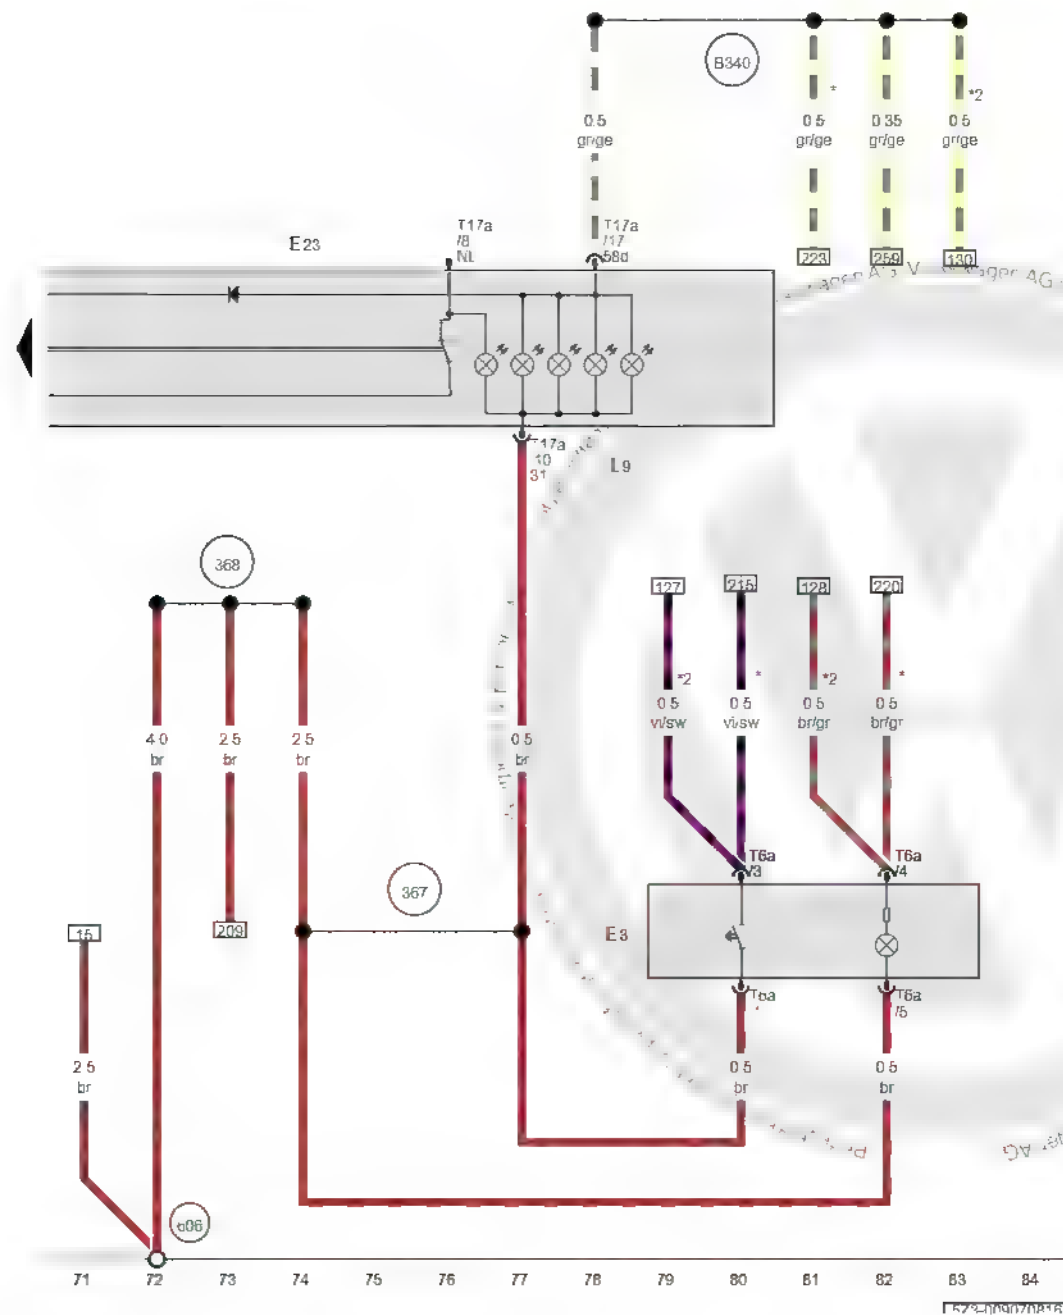 B340
*
*2
0.5
gr/ge
0.5
gr/ge
0.35
gr/ge
0.5
gr/ge
E23
T17a
/8
NL
T17a
/17
58d
223
259
130
T17a
10
31
L9
368
127
215
128
220
*2
*
*2
*
0.5
vi/sw
0.5
vi/sw
0.5
br/gr
0.5
br/gr
4.0
br
2.5
br
2.5
br
0.5
br
T6a
/3
T6a
/4
367
15
209
E3
T6a
T6a
/5
2.5
br
0.5
br
0.5
br
606
71 72 73 74 75 76 77 78 79 80 81 82 83 84